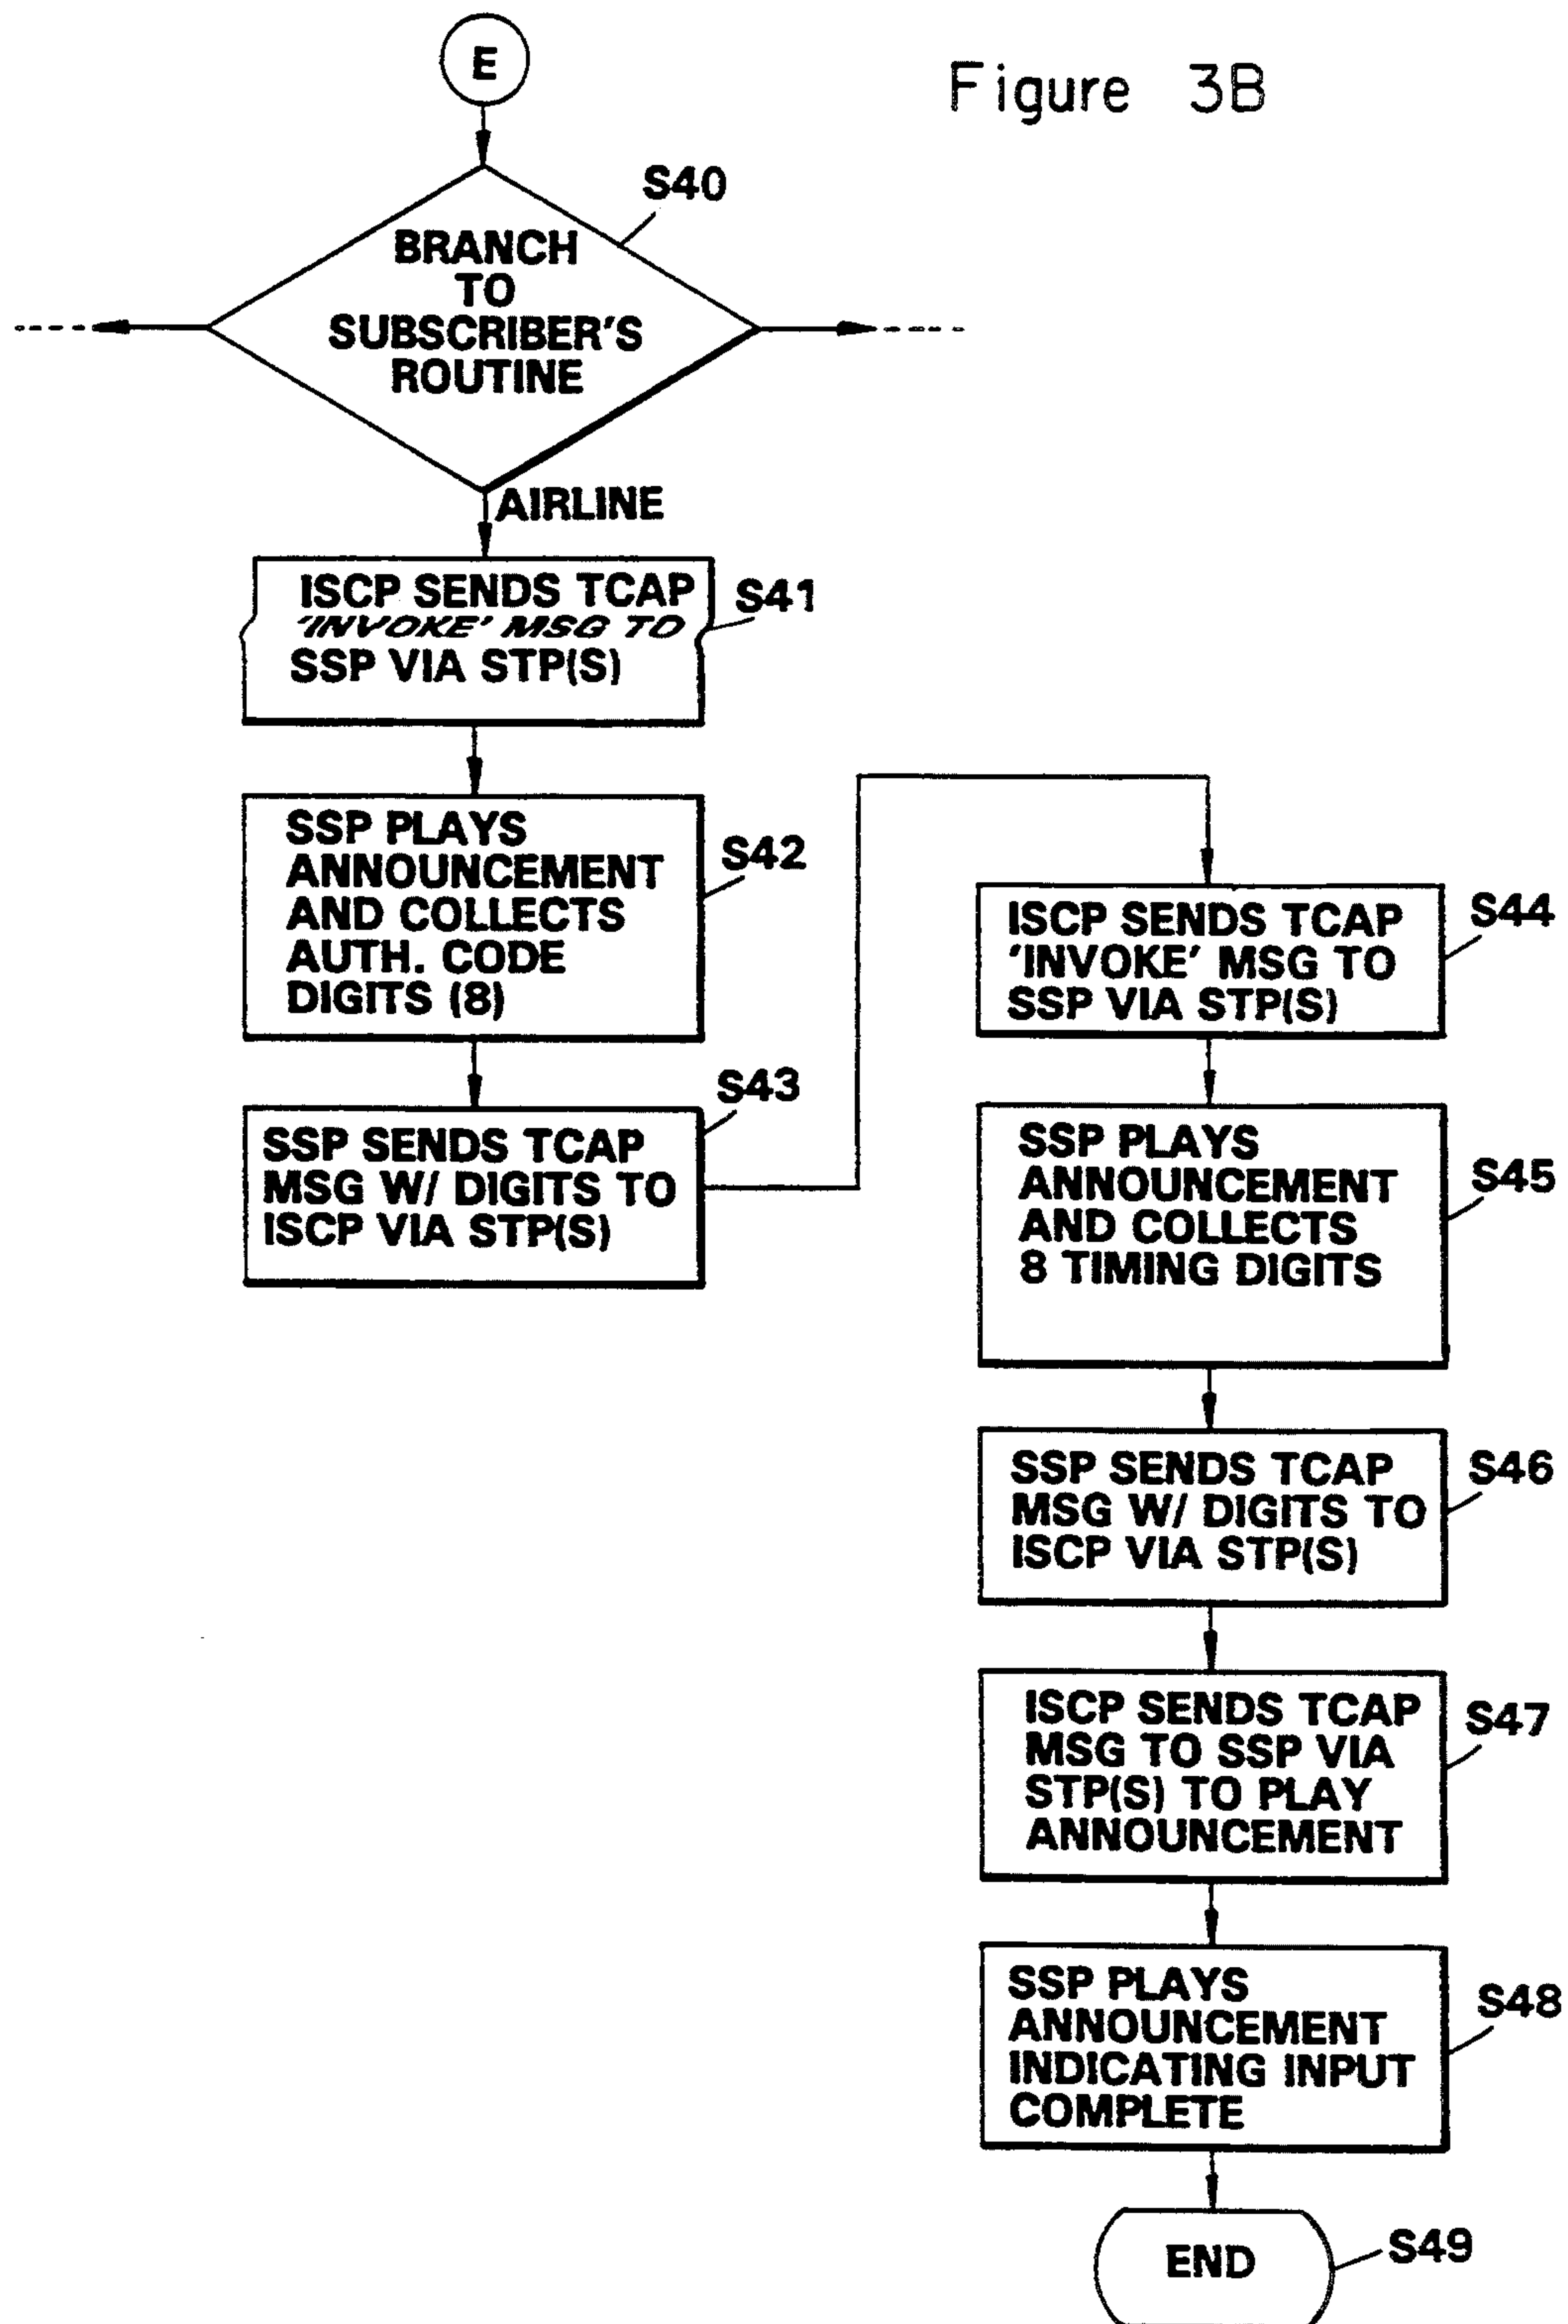 Figure 3B
E
S40
BRANCH
TO
SUBSCRIBER'S
ROUTINE
AIRLINE
ISCP SENDS TCAP
'INVOKE' MSG TO
SSP VIA STP(S)
S41
SSP PLAYS
ANNOUNCEMENT
AND COLLECTS
AUTH. CODE
DIGITS (8)
S42
SSP SENDS TCAP
MSG W/ DIGITS TO
ISCP VIA STP(S)
S43
ISCP SENDS TCAP
'INVOKE' MSG TO
SSP VIA STP(S)
S44
SSP PLAYS
ANNOUNCEMENT
AND COLLECTS
8 TIMING DIGITS
S45
SSP SENDS TCAP
MSG W/ DIGITS TO
ISCP VIA STP(S)
S46
ISCP SENDS TCAP
MSG TO SSP VIA
STP(S) TO PLAY
ANNOUNCEMENT
S47
SSP PLAYS
ANNOUNCEMENT
INDICATING INPUT
COMPLETE
S48
END
S49